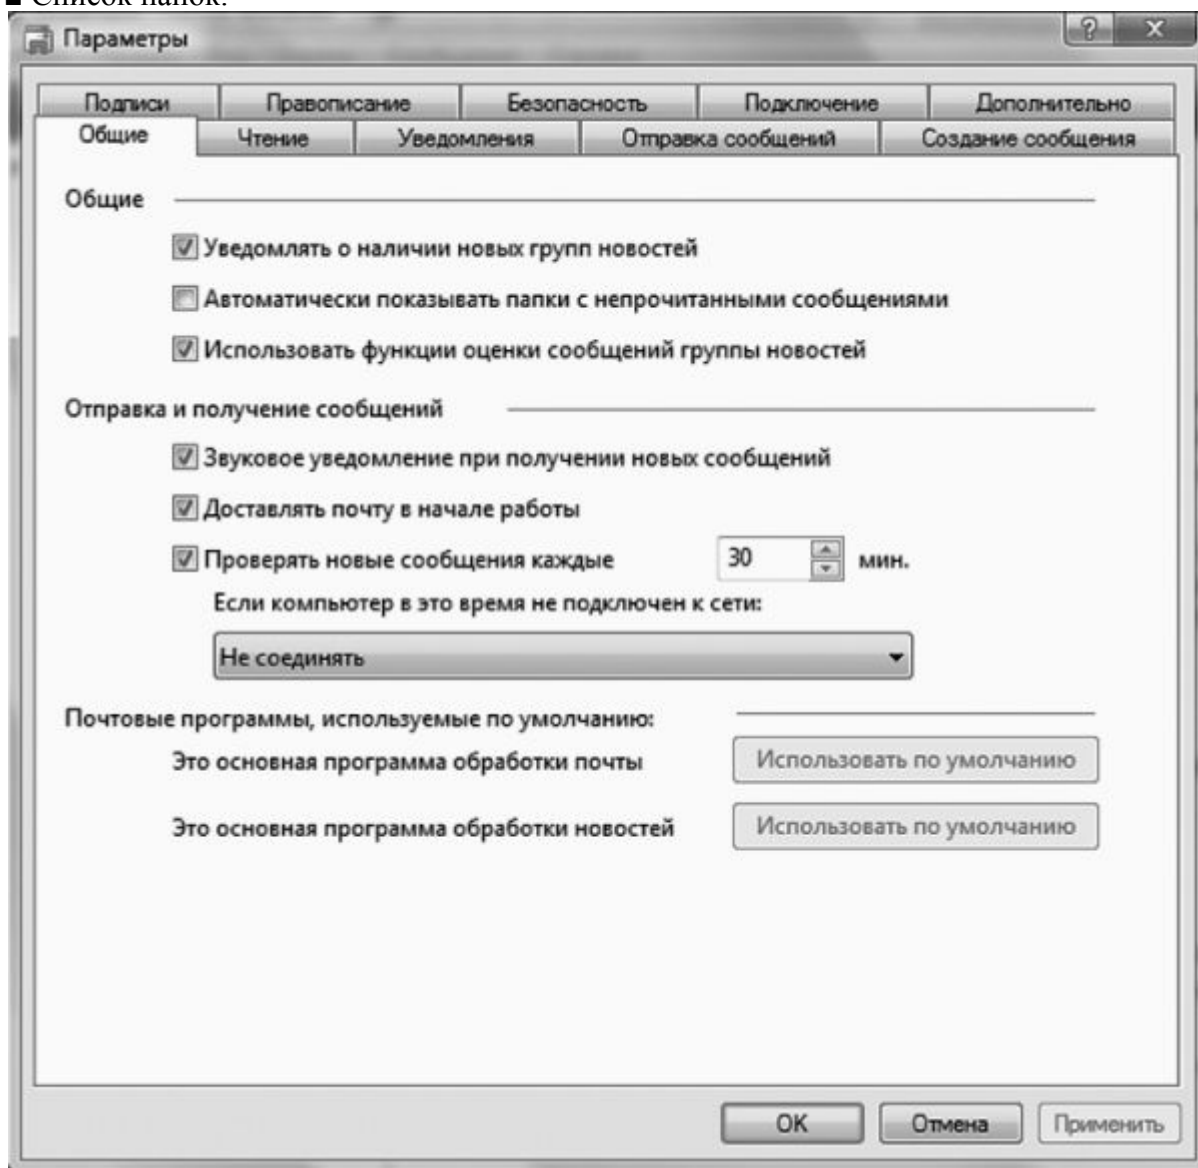 Список папок.
Параметры
Подписи Правописание Безопасность Подключение Дополнительно
Общие Чтение Уведомления Отправка сообщений Создание сообщения
Общие
Уведомлять о наличии новых групп новостей
Автоматически показывать папки с непрочитанными сообщениями
Использовать функции оценки сообщений группы новостей
Отправка и получение сообщений
Звуковое уведомление при получении новых сообщений
Доставлять почту в начале работы
Проверять новые сообщения каждые 30 мин.
Если компьютер в это время не подключен к сети:
Не соединять
Почтовые программы, используемые по умолчанию:
Это основная программа обработки почты Использовать по умолчанию
Это основная программа обработки новостей Использовать по умолчанию
OK Отмена Применить